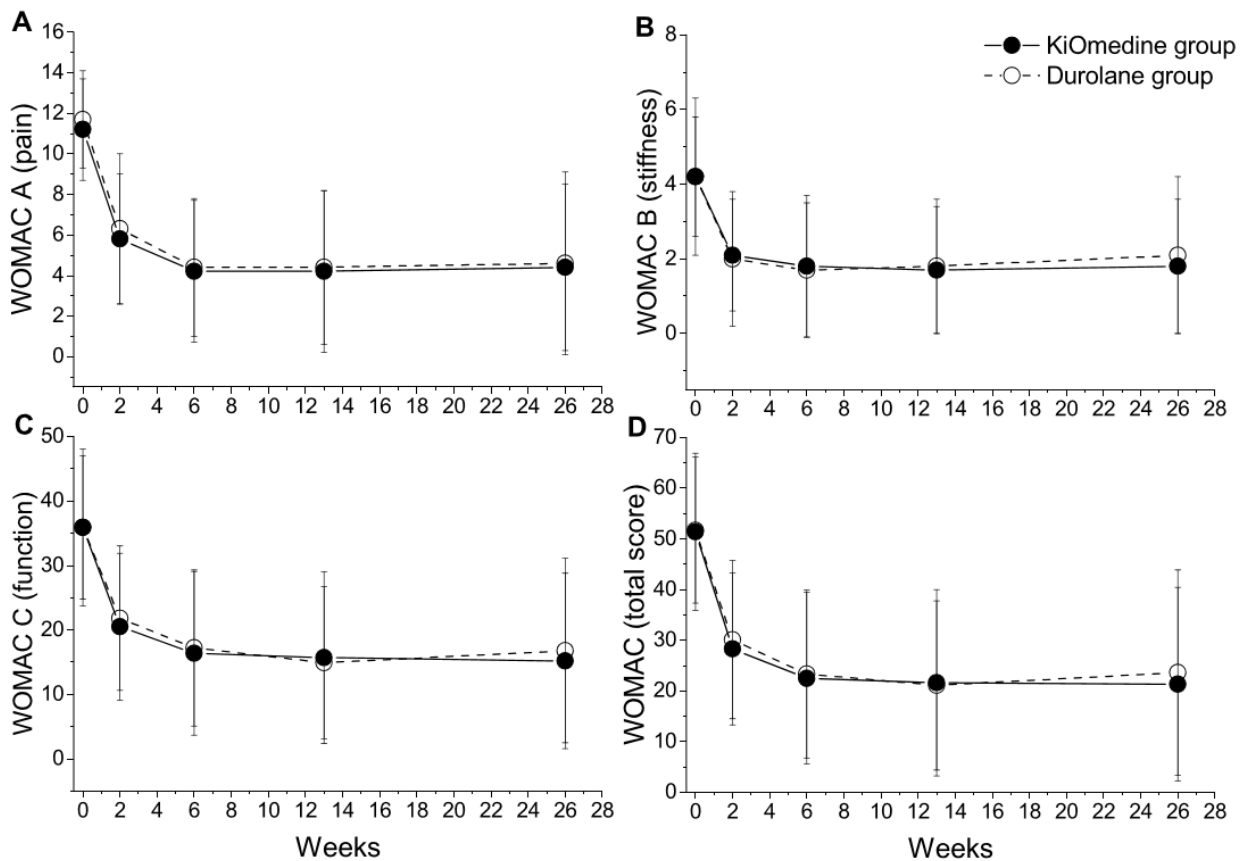 A
WOMAC A (pain)
16
14
12
10
8
6
4
2
0
0 2 4 6 8 10 12 14 16 18 20 22 24 26 28
B
WOMAC B (stiffness)
8
6
4
2
0
0 2 4 6 8 10 12 14 16 18 20 22 24 26 28
KiOmedine group
Durolane group
C
WOMAC C (function)
50
40
30
20
10
0
0 2 4 6 8 10 12 14 16 18 20 22 24 26 28
Weeks
D
WOMAC (total score)
70
60
50
40
30
20
10
0
0 2 4 6 8 10 12 14 16 18 20 22 24 26 28
Weeks